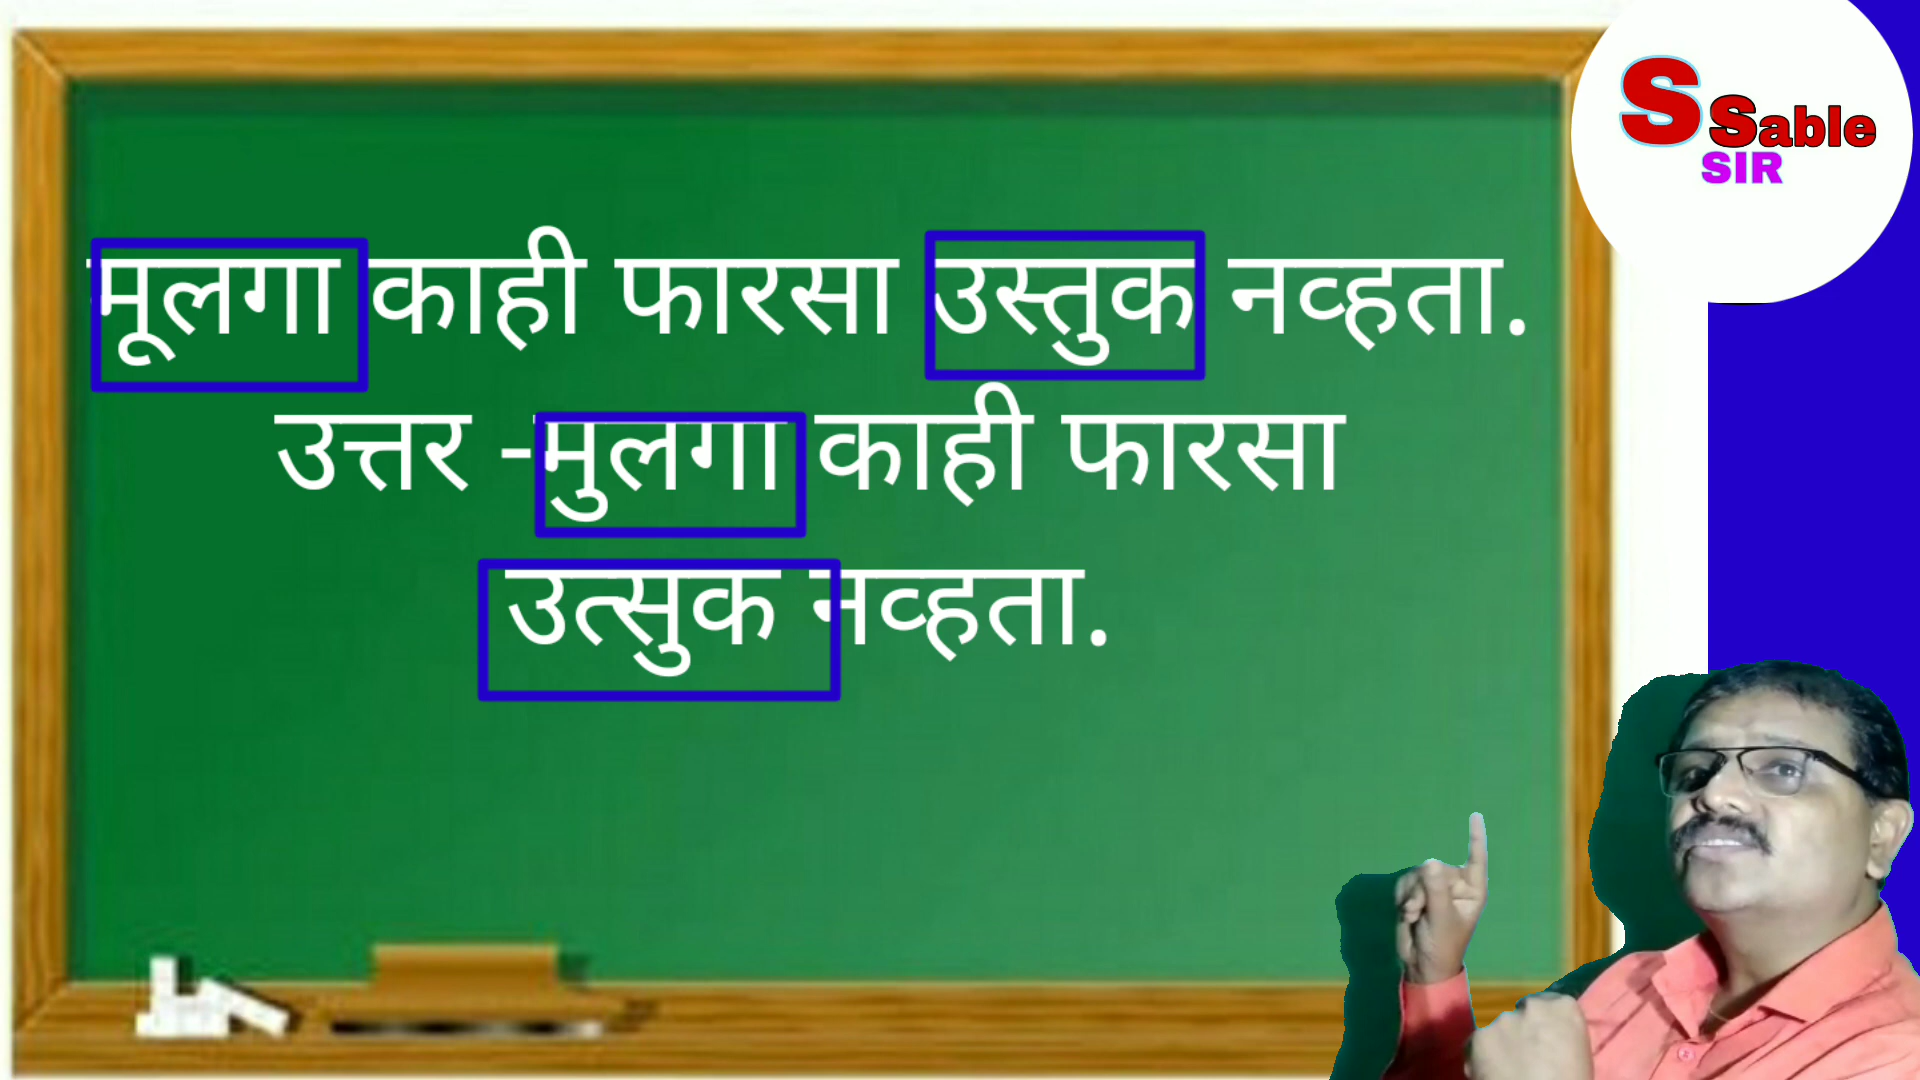 S Sable
SIR
मूलगा काही फारसा उस्तुक नव्हता.
उत्तर -मुलगा काही फारसा
उत्सुक नव्हता.